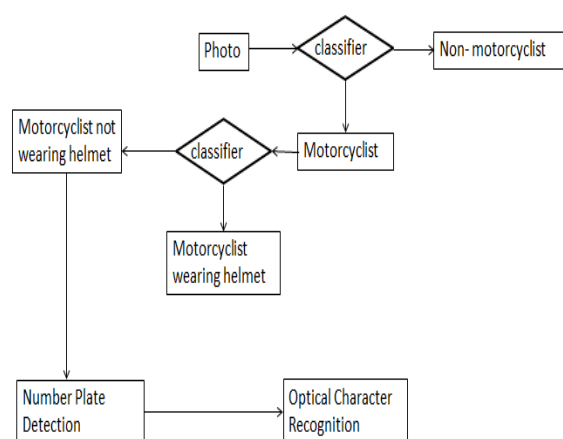 Photo
classifier
Non- motorcyclist
Motorcyclist not
wearing helmet
classifier
Motorcyclist
Motorcyclist
wearing helmet
Number Plate
Detection
Optical Character
Recognition